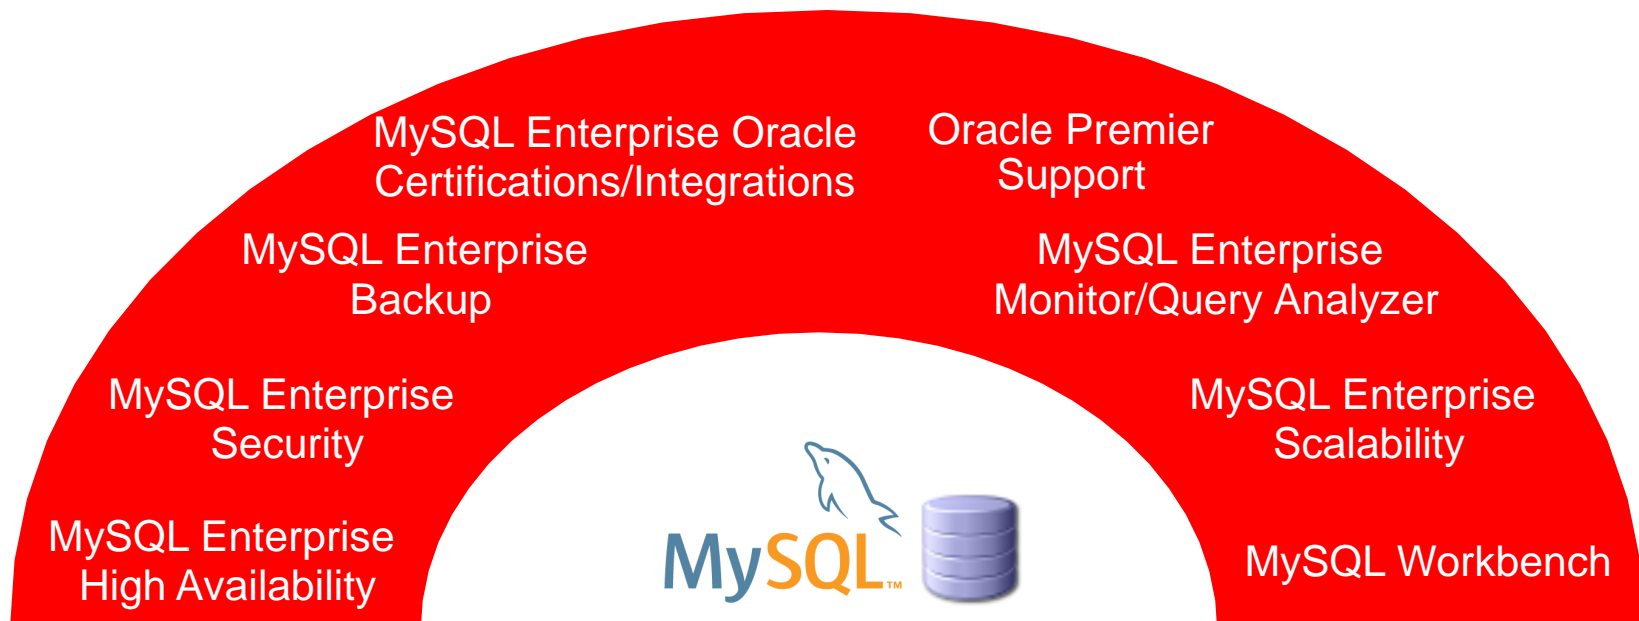 MySQL Enterprise Oracle
Certifications/Integrations
Oracle Premier
Support
MySQL Enterprise
Backup
MySQL Enterprise
Monitor/Query Analyzer
MySQL Enterprise
Security
MySQL Enterprise
Scalability
MySQL Enterprise
High Availability
MySQL™
MySQL Workbench